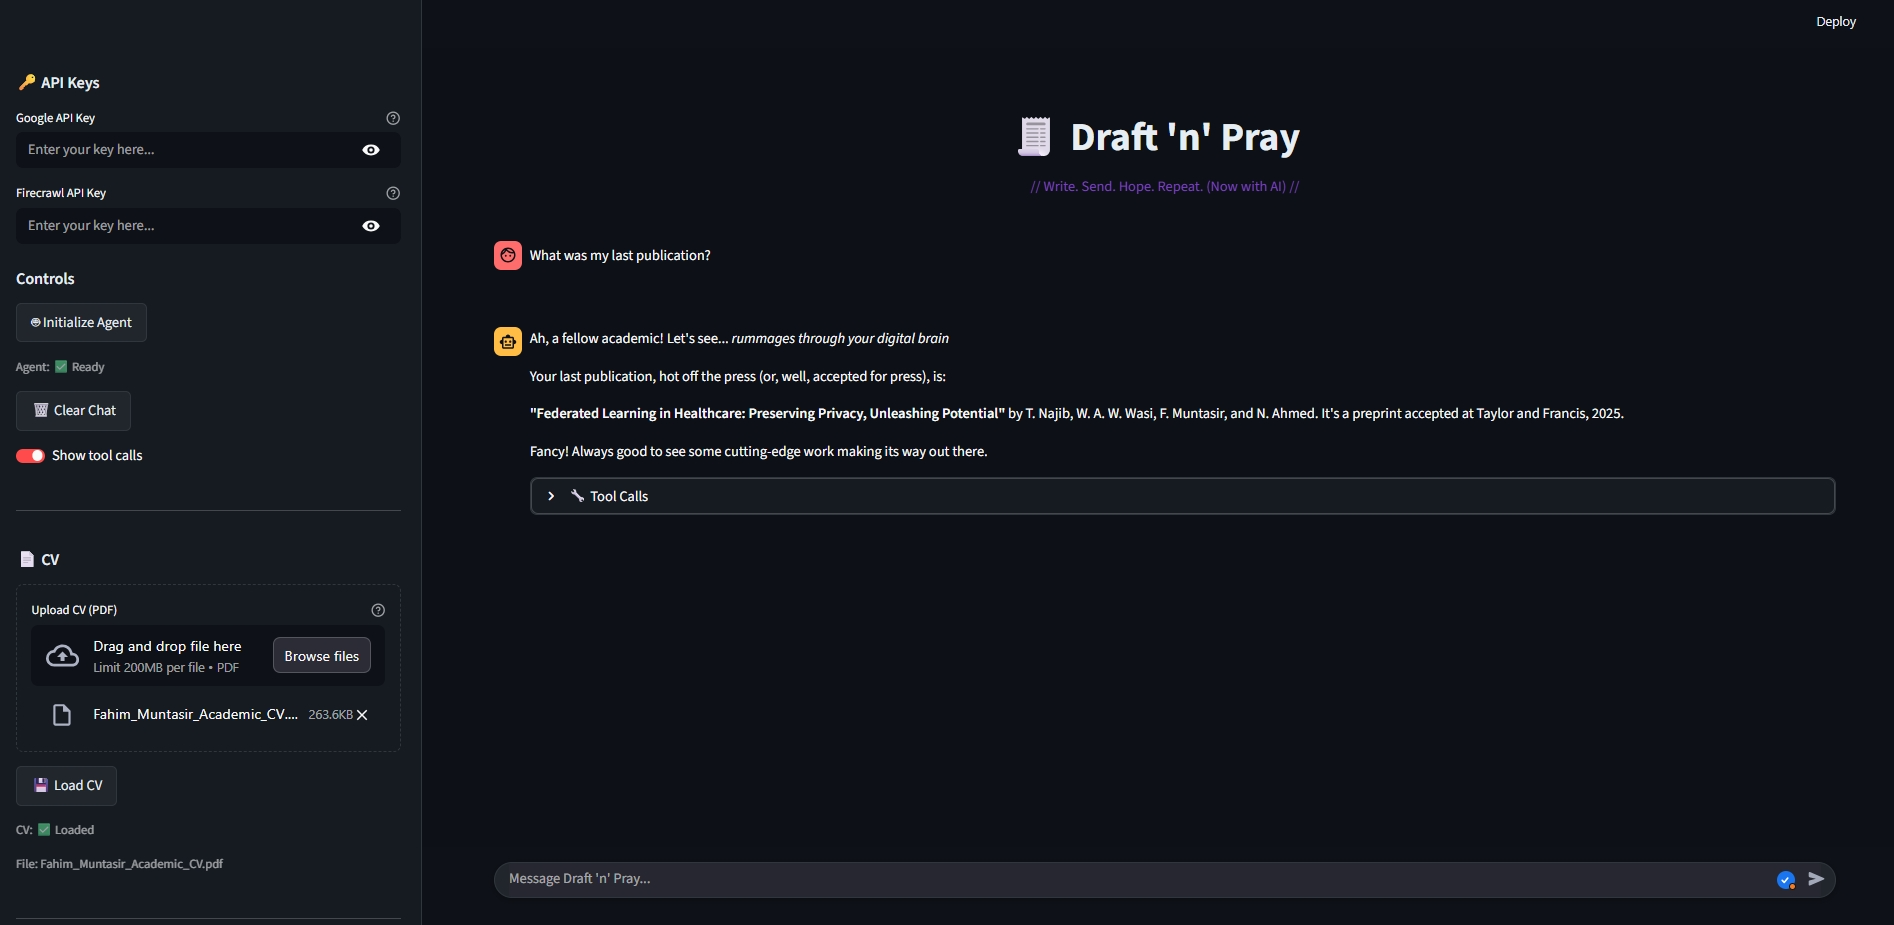 Deploy
API Keys
Google API Key
Enter your key here...
Firecrawl API Key
Enter your key here...
Controls
Initialize Agent
Agent: ✅ Ready
Clear Chat
Show tool calls
CV
Upload CV (PDF)
Drag and drop file here
Limit 200MB per file • PDF
Browse files
Fahim_Muntasir_Academic_CV....
263.6KB
Load CV
CV: ✅ Loaded
File: Fahim_Muntasir_Academic_CV.pdf
Draft 'n' Pray
// Write. Send. Hope. Repeat. (Now with AI) //
What was my last publication?
Ah, a fellow academic! Let's see... rummages through your digital brain
Your last publication, hot off the press (or, well, accepted for press), is:
"Federated Learning in Healthcare: Preserving Privacy, Unleashing Potential" by T. Najib, W. A. W. Wasi, F. Muntasir, and N. Ahmed. It's a preprint accepted at Taylor and Francis, 2025.
Fancy! Always good to see some cutting-edge work making its way out there.
Tool Calls
Message Draft 'n' Pray...